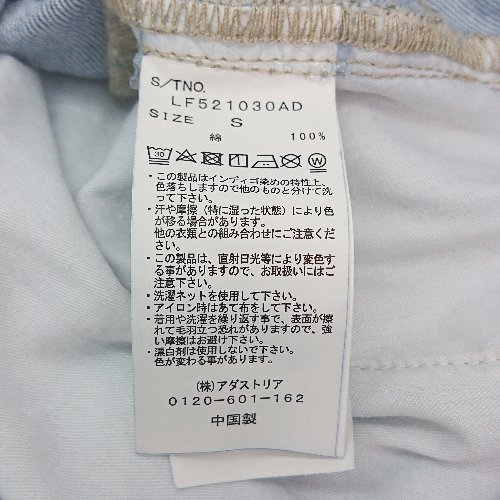 S/TNO.
LF521030AD
SIZE S
綿 100%
30
・この製品はインディゴ染めの特性上、
色落ちしますので他のものと分けて洗
って下さい。
・汗や摩擦（特に湿った状態）により色
が移る場合があります。
他の衣類との組み合わせにご注意くだ
さい。
・この製品は、直射日光等により変色す
る事がありますので、お取扱いにはご
注意下さい。
・洗濯ネットを使用して下さい。
・アイロン時はあて布をして下さい。
・着用や洗濯を繰り返す事で、表面が擦
れて毛羽立つ恐れがありますので、強
い摩擦はお避け下さい。
・漂白剤は使用しないで下さい。
色が変わる事があります。
（株）アダストリア
0120-601-162
中国製